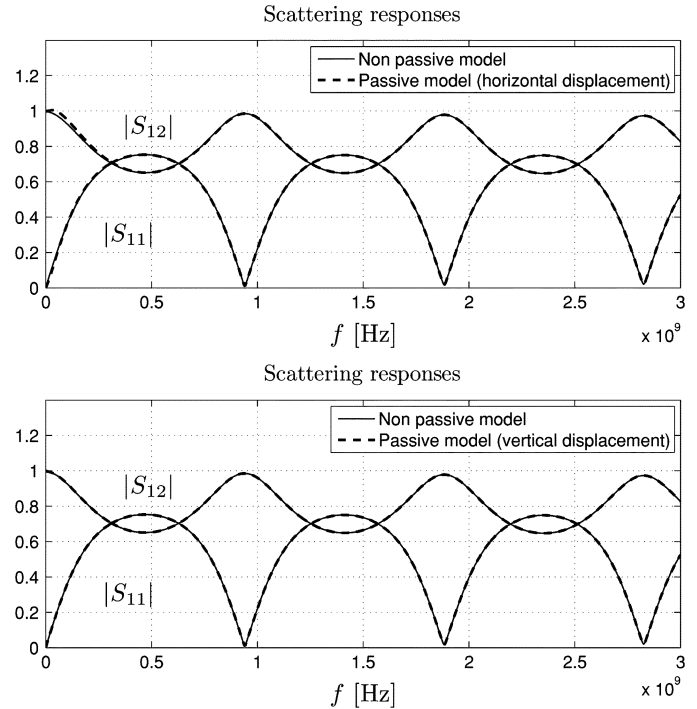 Scattering responses
Non passive model
Passive model (horizontal displacement)
|S12|
|S11|
1.2
1
0.8
0.6
0.4
0.2
0
0 0.5 1 1.5 2 2.5 3
f [Hz]
x 10^9
Scattering responses
Non passive model
Passive model (vertical displacement)
|S12|
|S11|
1.2
1
0.8
0.6
0.4
0.2
0
0 0.5 1 1.5 2 2.5 3
f [Hz]
x 10^9